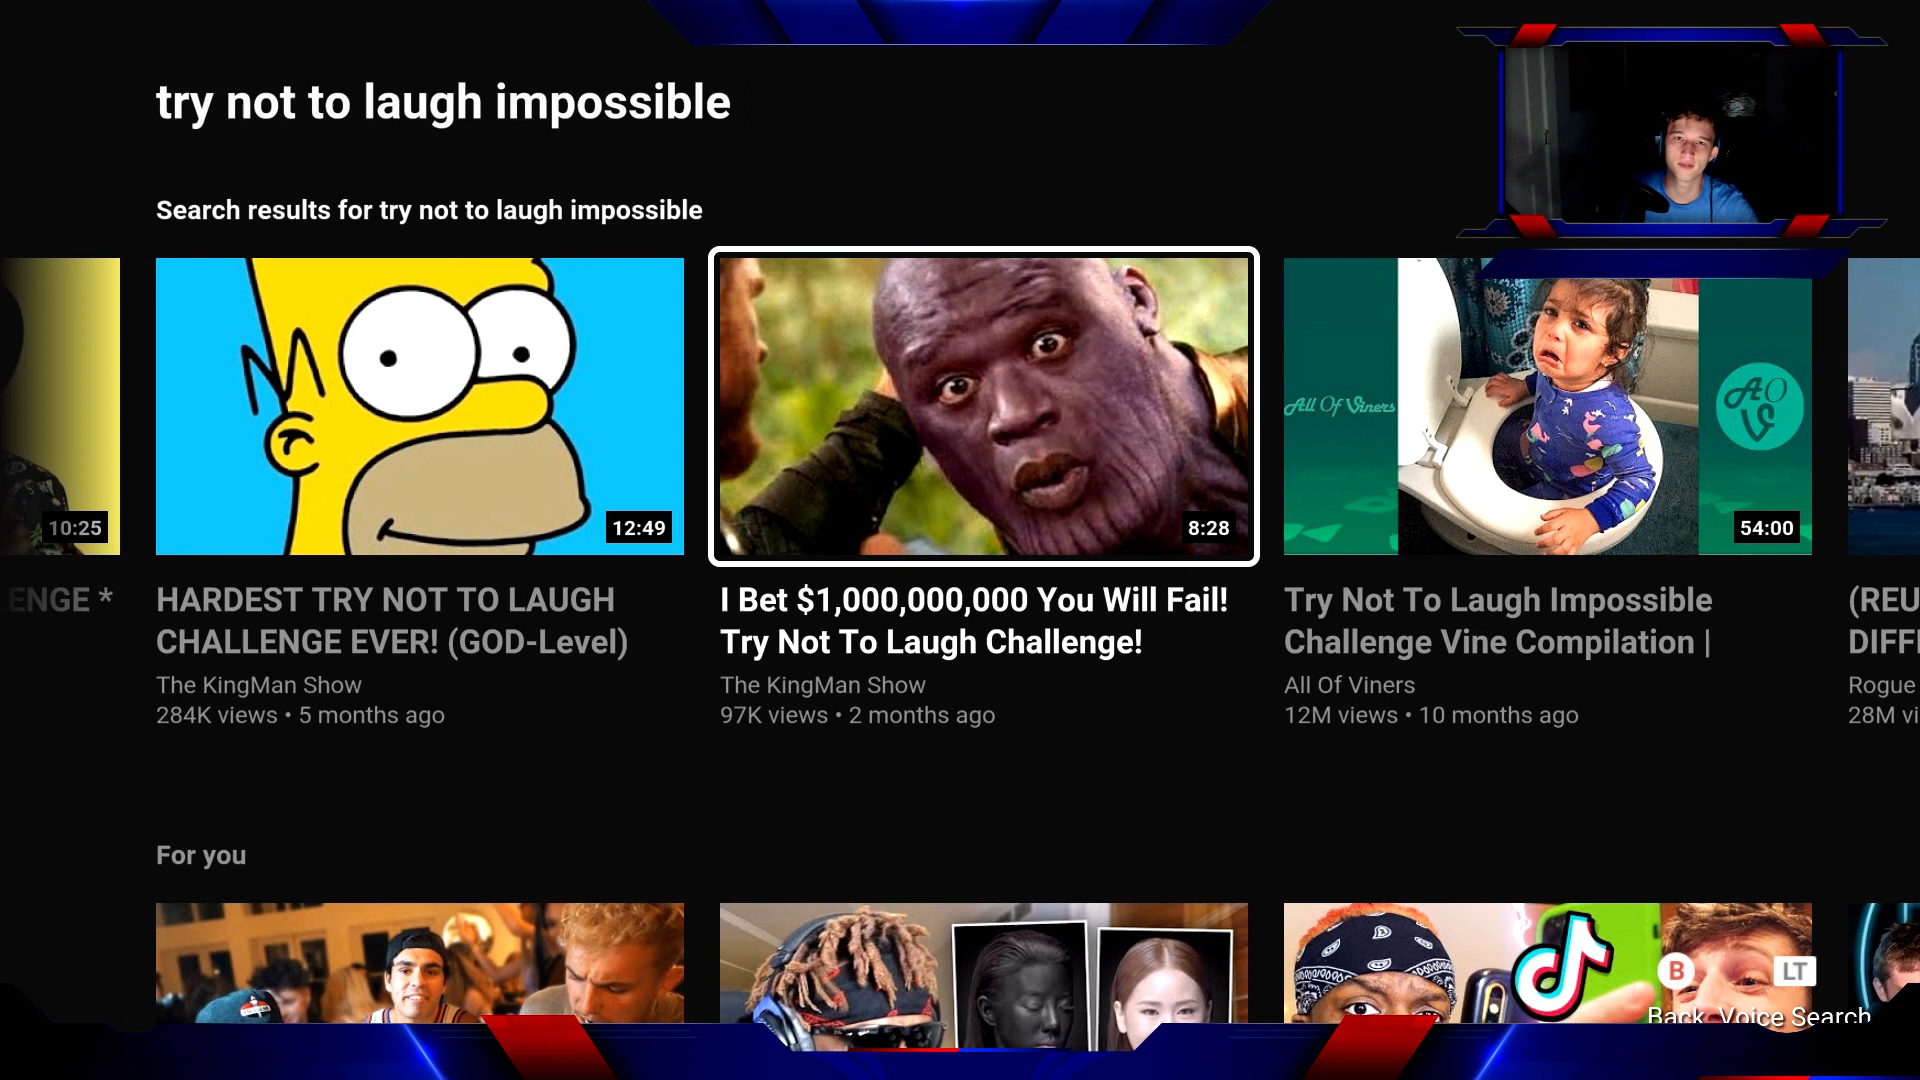 try not to laugh impossible
Search results for try not to laugh impossible
10:25
12:49
8:28
All Of Viners
AO
V
54:00
ENGE *
HARDEST TRY NOT TO LAUGH
CHALLENGE EVER! (GOD-Level)
The KingMan Show
284K views • 5 months ago
I Bet $1,000,000,000 You Will Fail!
Try Not To Laugh Challenge!
The KingMan Show
97K views • 2 months ago
Try Not To Laugh Impossible
Challenge Vine Compilation |
All Of Viners
12M views • 10 months ago
(REU
DIFF
Rogue
28M vi
For you
B
LT
Back
Voice Search